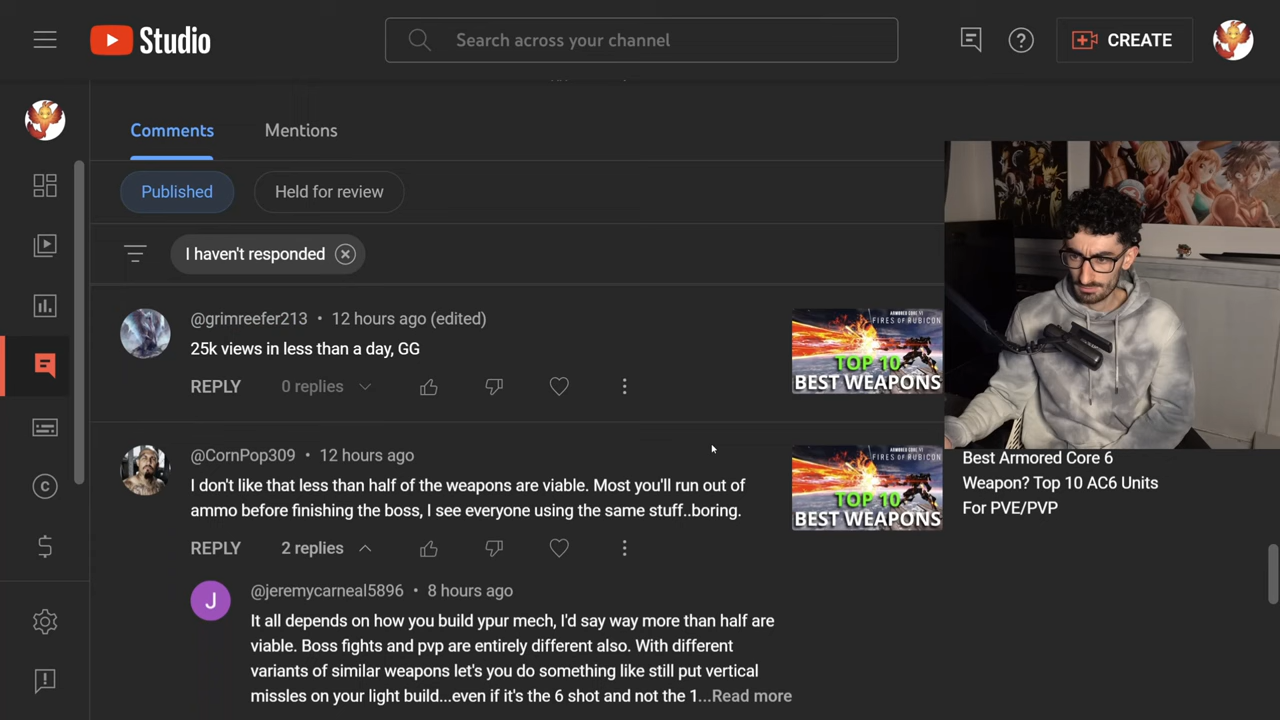 Studio
Search across your channel
CREATE
Comments
Mentions
Published
Held for review
I haven't responded
@grimreefer213 • 12 hours ago (edited)
25k views in less than a day, GG
REPLY
0 replies
ARMORED CORE VI
FIRES OF RUBICON
TOP 10
BEST WEAPONS
@CornPop309 • 12 hours ago
I don't like that less than half of the weapons are viable. Most you'll run out of
ammo before finishing the boss, I see everyone using the same stuff..boring.
REPLY
2 replies
ARMORED CORE VI
FIRES OF RUBICON
TOP 10
BEST WEAPONS
Best Armored Core 6
Weapon? Top 10 AC6 Units
For PVE/PVP
J
@jeremycarneal5896 • 8 hours ago
It all depends on how you build ypur mech, I'd say way more than half are
viable. Boss fights and pvp are entirely different also. With different
variants of similar weapons let's you do something like still put vertical
missles on your light build...even if it's the 6 shot and not the 1...Read more